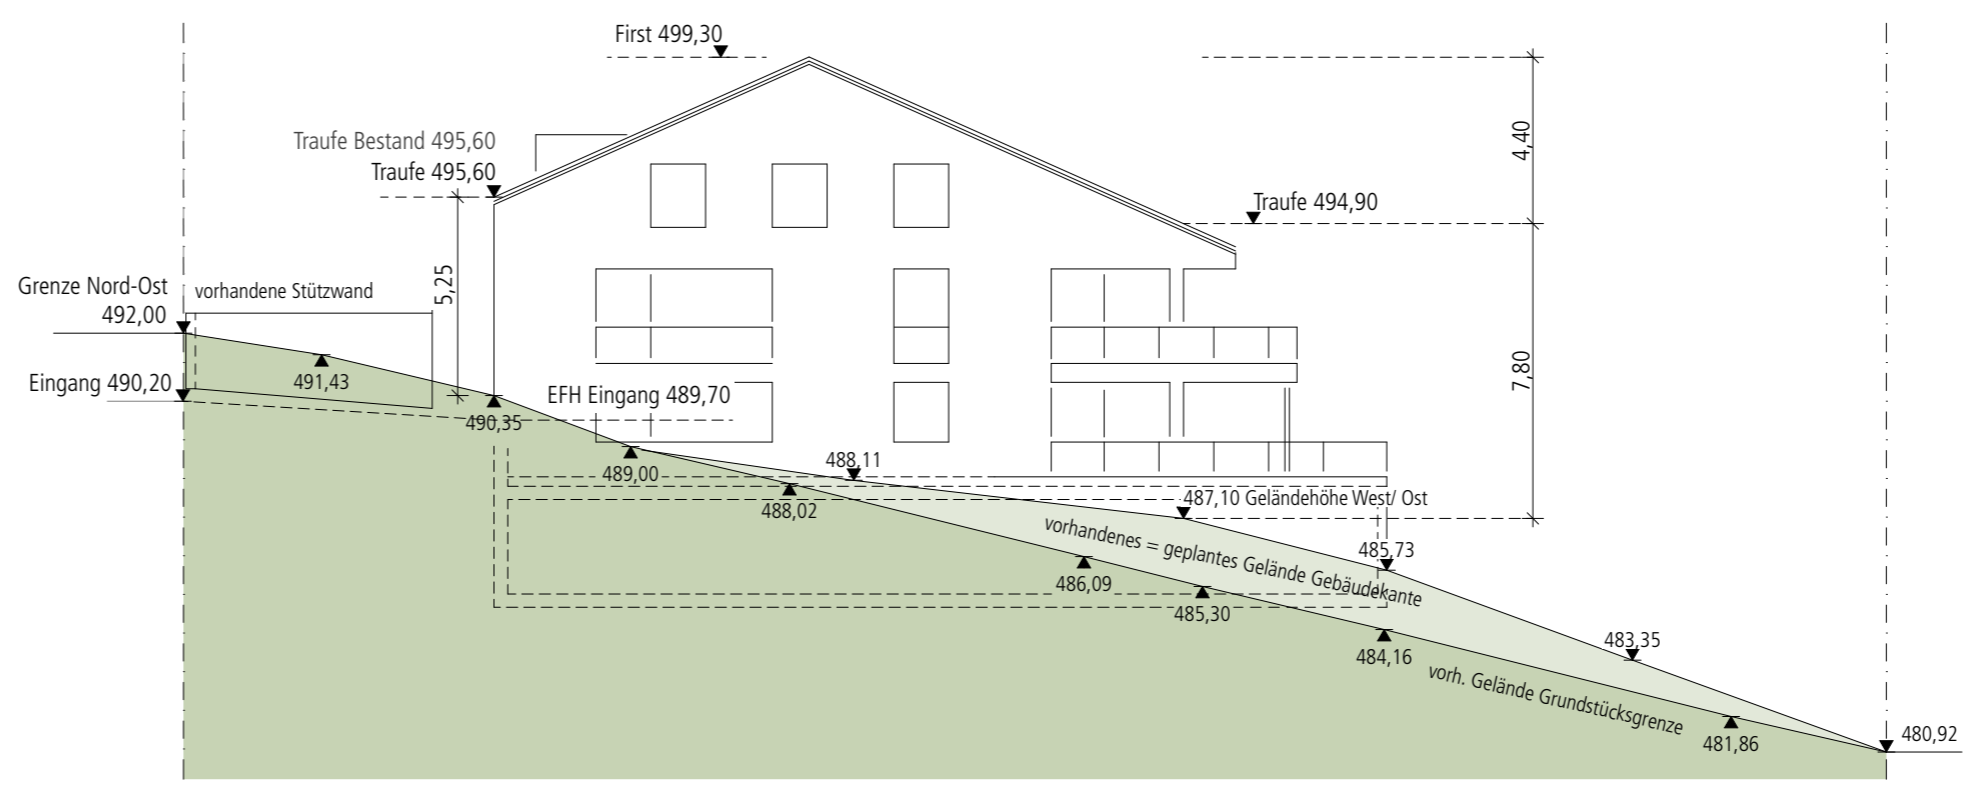 First 499,30
Traufe Bestand 495,60
Traufe 495,60
4,40
Traufe 494,90
5,25
Grenze Nord-Ost
492,00
vorhandene Stützwand
7,80
Eingang 490,20
491,43
EFH Eingang 489,70
490,35
489,00
488,11
488,02
487,10 Geländehöhe West/ Ost
vorhandenes = geplantes Gelände Gebäudekante
485,73
486,09
485,30
484,16
483,35
vorh. Gelände Grundstücksgrenze
481,86
480,92